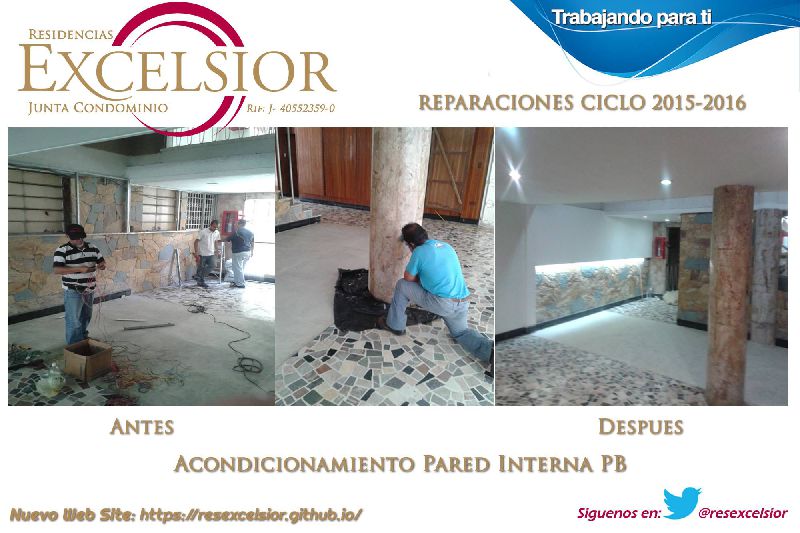 Trabajando para ti
RESIDENCIAS
EXCELSIOR
JUNTA CONDOMINIO
RIF: J- 40552359-0
REPARACIONES CICLO 2015-2016
ANTES
DESPUES
ACONDICIONAMIENTO PARED INTERNA PB
Nuevo Web Site: https://resexcelsior.github.io/
Siguenos en: @resexcelsior